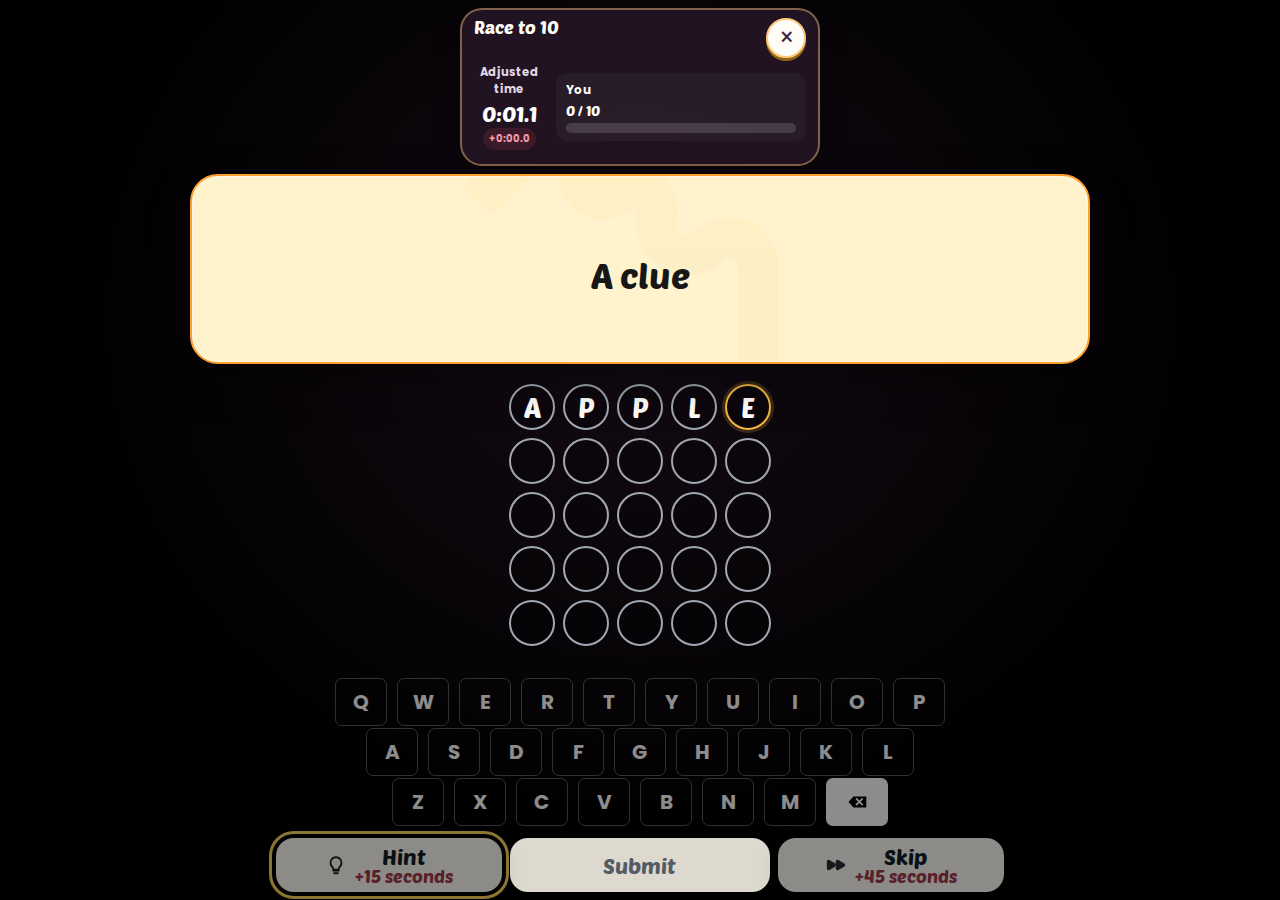 Race to 10
×
Adjusted
time
0:01.1
+0:00.0
You
0 / 10
A clue
A P P L E
Q W E R T Y U I O P
A S D F G H J K L
Z X C V B N M
Hint
+15 seconds
Submit
Skip
+45 seconds